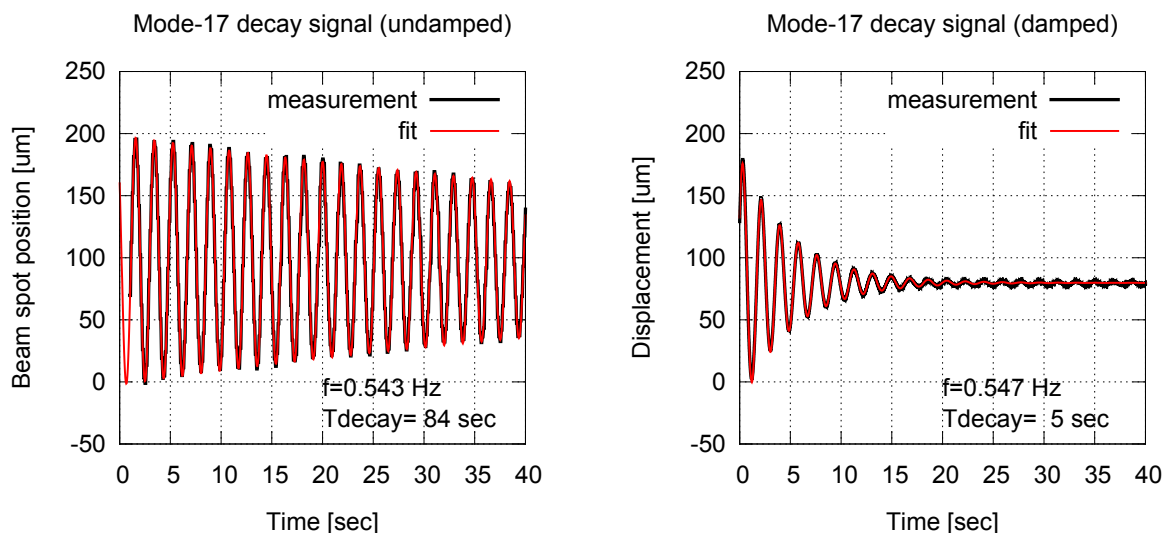 Mode-17 decay signal (undamped)
250
200
150
100
50
0
-50
Beam spot position [um]
measurement
fit
f=0.543 Hz
Tdecay= 84 sec
0 5 10 15 20 25 30 35 40
Time [sec]
Mode-17 decay signal (damped)
250
200
150
100
50
0
-50
Displacement [um]
measurement
fit
f=0.547 Hz
Tdecay= 5 sec
0 5 10 15 20 25 30 35 40
Time [sec]